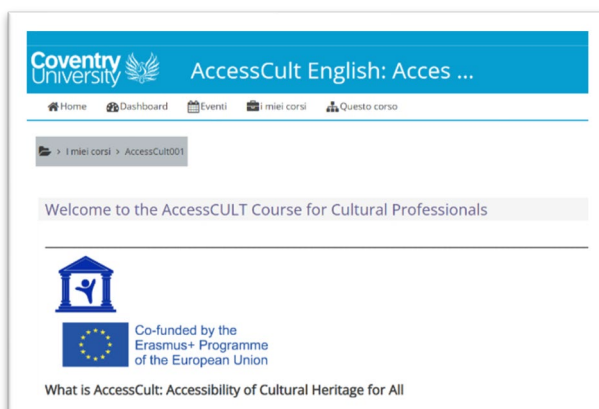 Coventry
University
AccessCult English: Acces ...
Home Dashboard Eventi i miei corsi Questo corso
> I miei corsi > AccessCult001
Welcome to the AccessCULT Course for Cultural Professionals
Co-funded by the
Erasmus+ Programme
of the European Union
What is AccessCult: Accessibility of Cultural Heritage for All